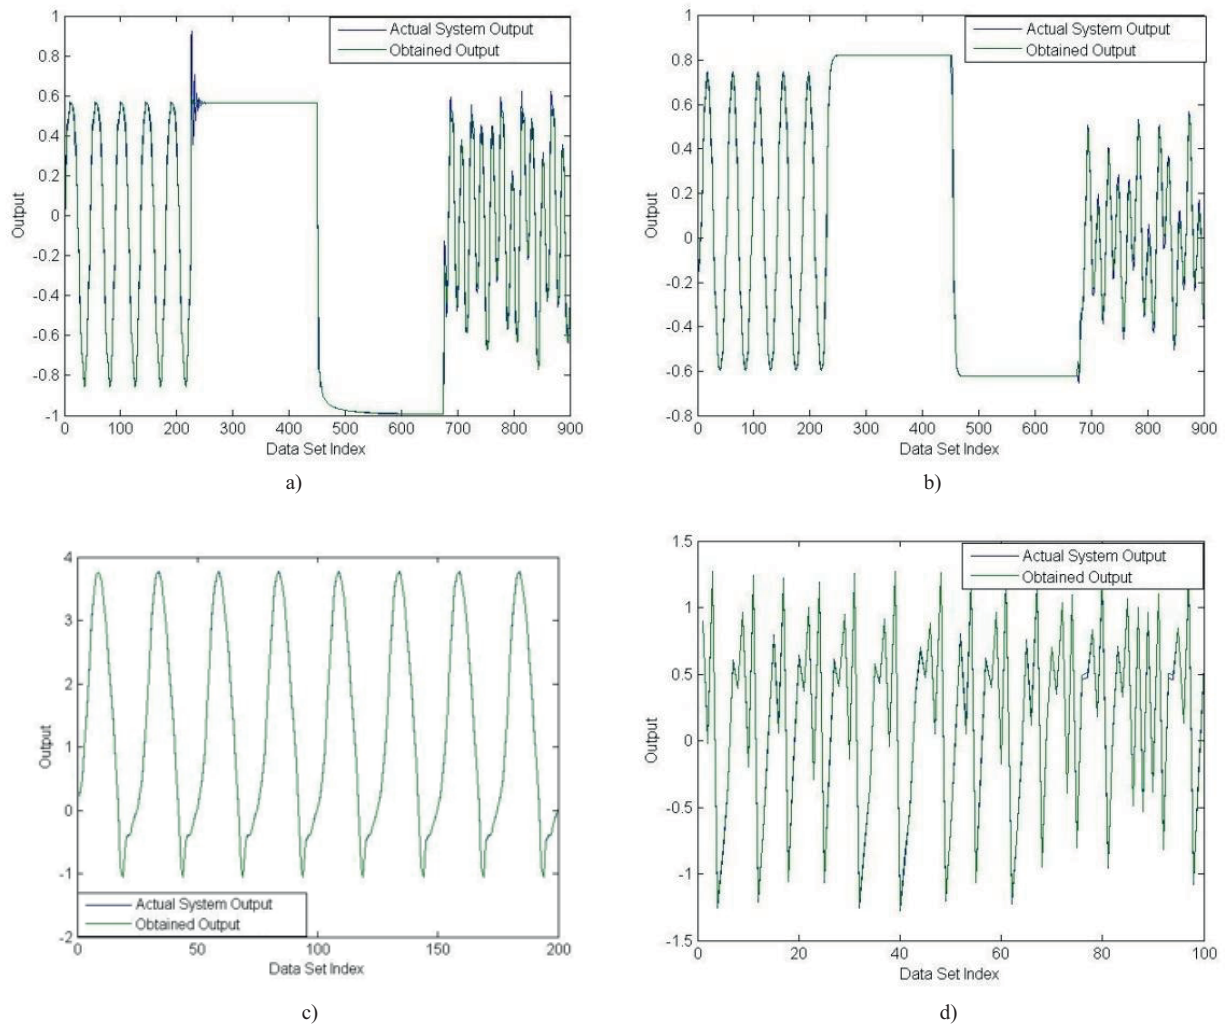 Actual System Output
Obtained Output
Output
1
0.8
0.6
0.4
0.2
0
-0.2
-0.4
-0.6
-0.8
-1
0 100 200 300 400 500 600 700 800 900
Data Set Index
a)
Actual System Output
Obtained Output
Output
1
0.8
0.6
0.4
0.2
0
-0.2
-0.4
-0.6
-0.8
0 100 200 300 400 500 600 700 800 900
Data Set Index
b)
Output
4
3
2
1
0
-1
-2
Actual System Output
Obtained Output
0 50 100 150 200
Data Set Index
c)
Actual System Output
Obtained Output
Output
1.5
1
0.5
0
-0.5
-1
-1.5
0 20 40 60 80 100
Data Set Index
d)